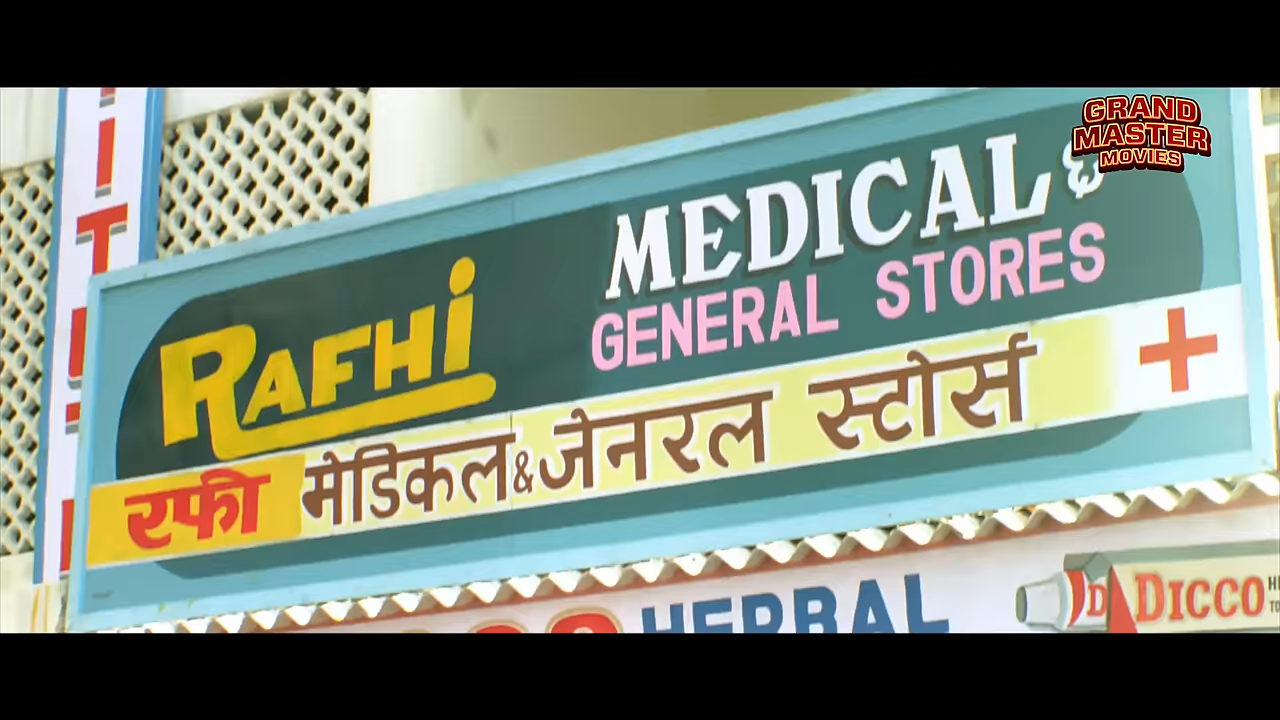 GRAND
MASTER
MOVIES
RAFHi
MEDICAL &
GENERAL STORES
रफी मेडिकल & जेनरल स्टोर्स
HERBAL
DICCO